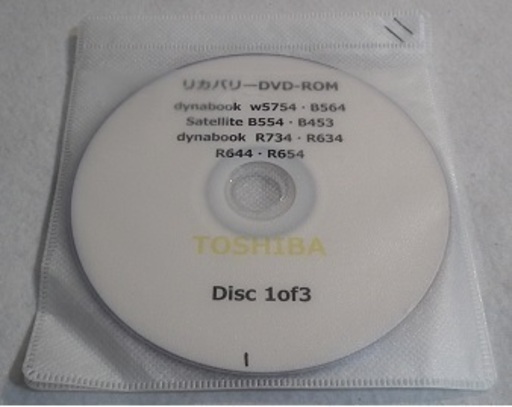 リカバリーDVD-ROM
dynabook w5754・B564
Satellite B554・B453
dynabook R734・R634
R644・R654
TOSHIBA
Disc 1of3